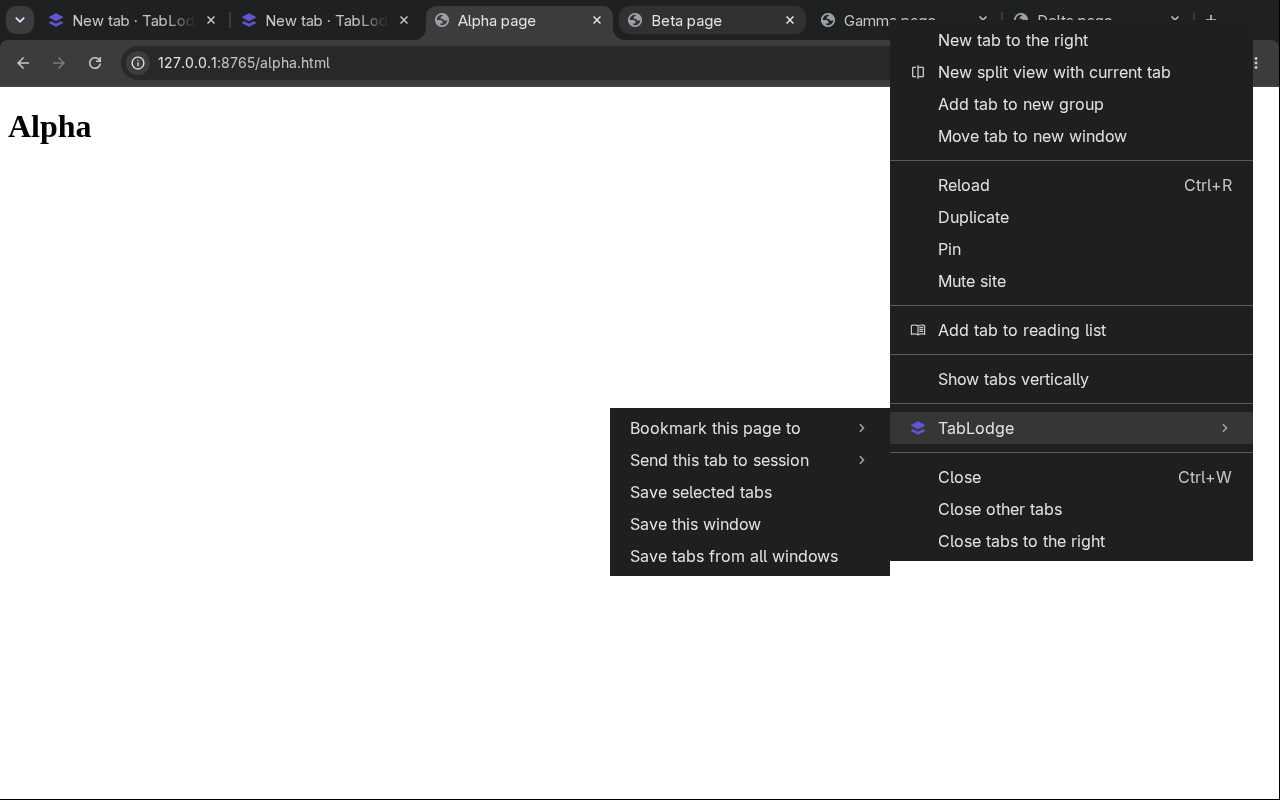 New tab · TabLod
New tab · TabLod
Alpha page
Beta page
127.0.0.1:8765/alpha.html
Alpha
New tab to the right
New split view with current tab
Add tab to new group
Move tab to new window
Reload Ctrl+R
Duplicate
Pin
Mute site
Add tab to reading list
Show tabs vertically
TabLodge
Close Ctrl+W
Close other tabs
Close tabs to the right
Bookmark this page to
Send this tab to session
Save selected tabs
Save this window
Save tabs from all windows